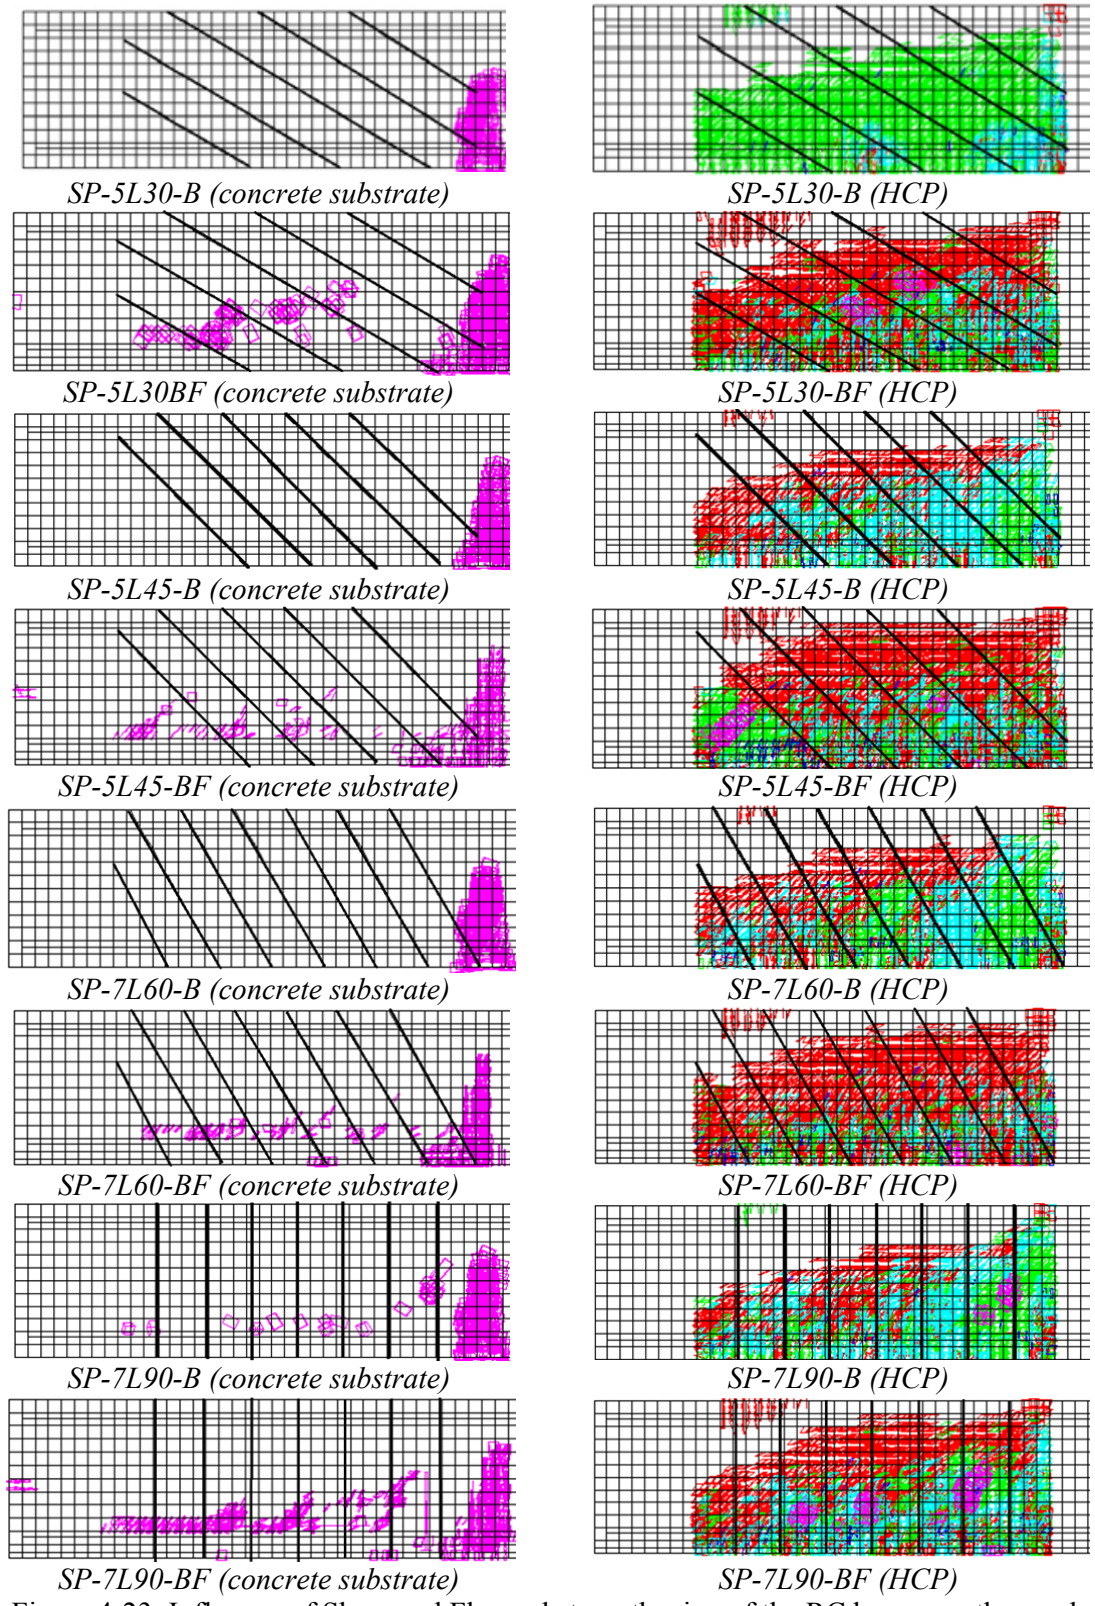 SP-5L30-B (concrete substrate) SP-5L30-B (HCP)
SP-5L30BF (concrete substrate) SP-5L30-BF (HCP)
SP-5L45-B (concrete substrate) SP-5L45-B (HCP)
SP-5L45-BF (concrete substrate) SP-5L45-BF (HCP)
SP-7L60-B (concrete substrate) SP-7L60-B (HCP)
SP-7L60-BF (concrete substrate) SP-7L60-BF (HCP)
SP-7L90-B (concrete substrate) SP-7L90-B (HCP)
SP-7L90-BF (concrete substrate) SP-7L90-BF (HCP)